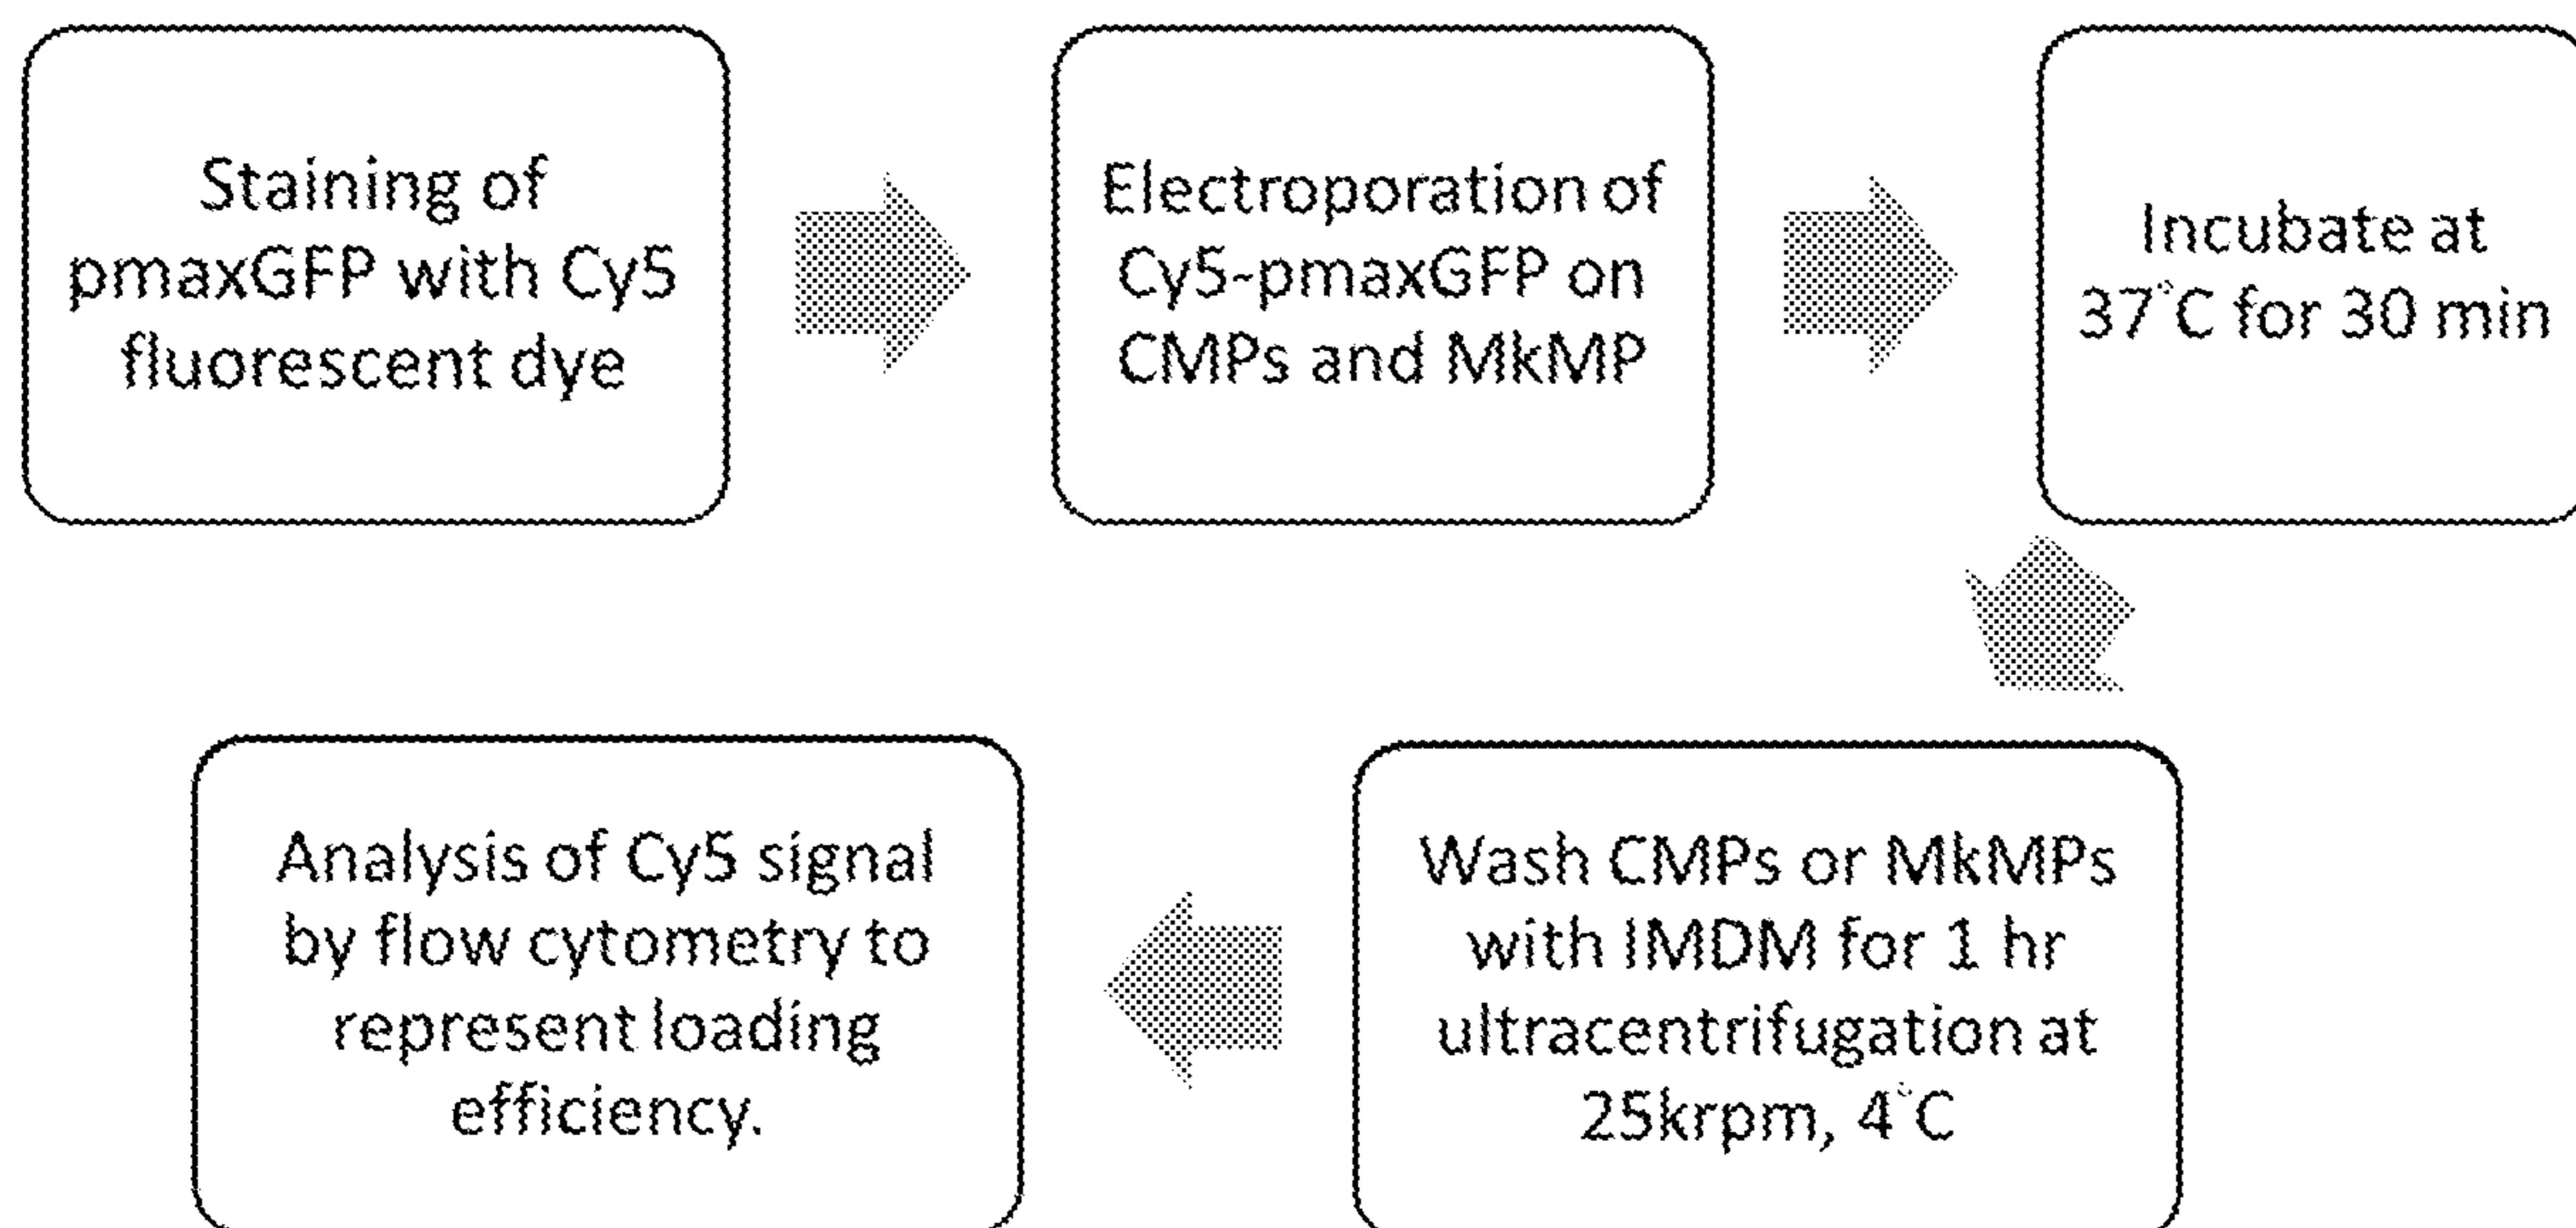 Staining of
pmaxGFP with Cy5
fluorescent dye
Electroporation of
Cy5-pmaxGFP on
CMPs and MkMP
Incubate at
37°C for 30 min
Wash CMPs or MkMPs
with IMDM for 1 hr
ultracentrifugation at
25krpm, 4°C
Analysis of Cy5 signal
by flow cytometry to
represent loading
efficiency.